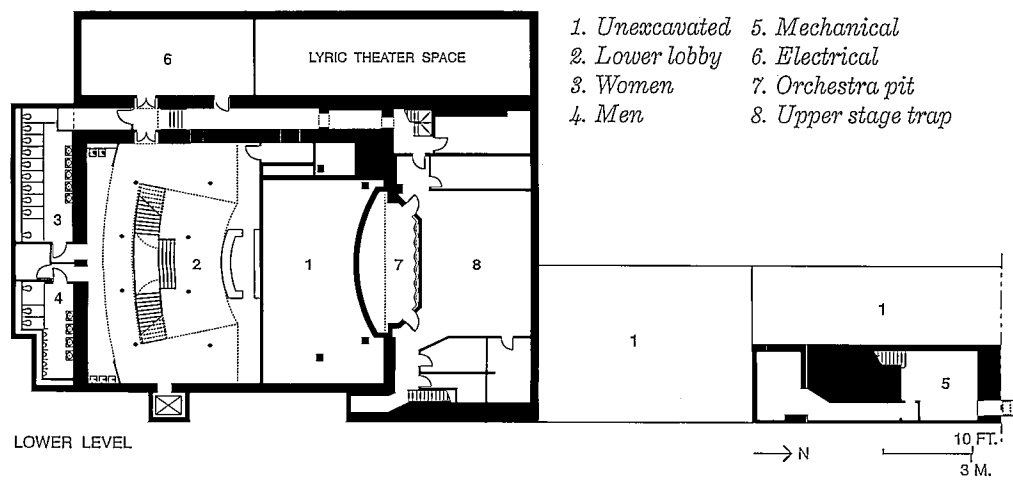 1. Unexcavated 5. Mechanical
2. Lower lobby 6. Electrical
3. Women 7. Orchestra pit
4. Men 8. Upper stage trap
6
LYRIC THEATER SPACE
3
4
2
1
7
8
1
1
5
LOWER LEVEL
N
10 FT.
3 M.